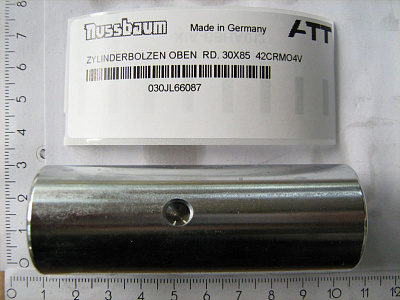 Nussbaum Made in Germany ATT
ZYLINDERBOLZEN OBEN RD. 30X85 42CRMO4V
030JL66087
0 1 2 3 4 5 6 7 8 9 10 11 12